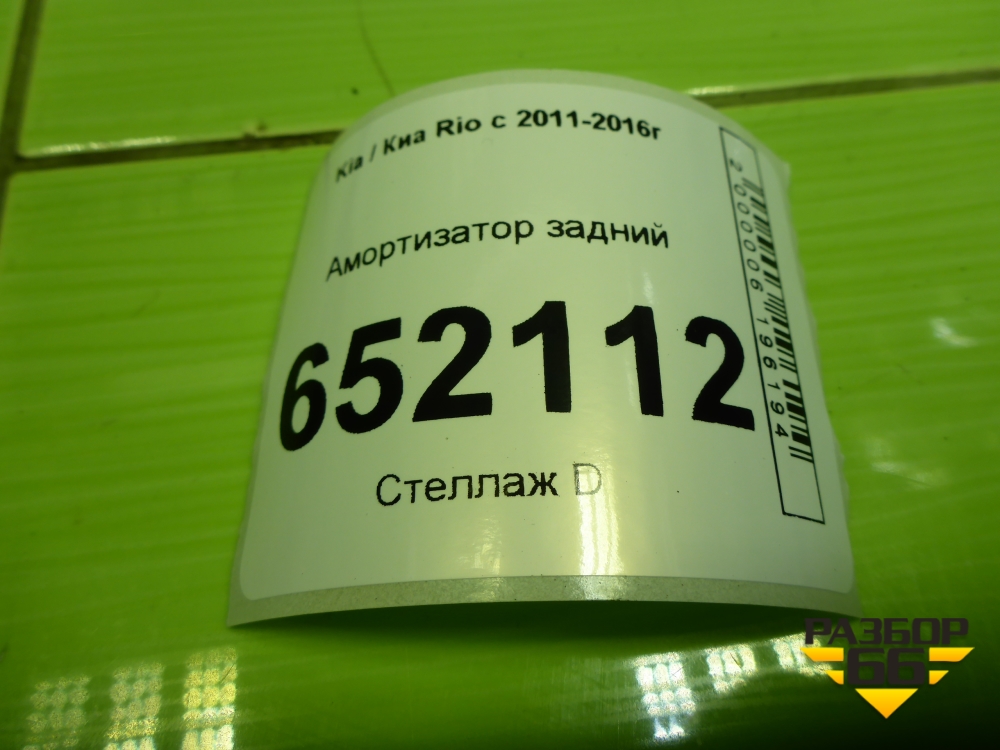 Kia / Киа Rio с 2011-2016г
Амортизатор задний
652112
Стеллаж D
2000006196194
РАЗБОР
66